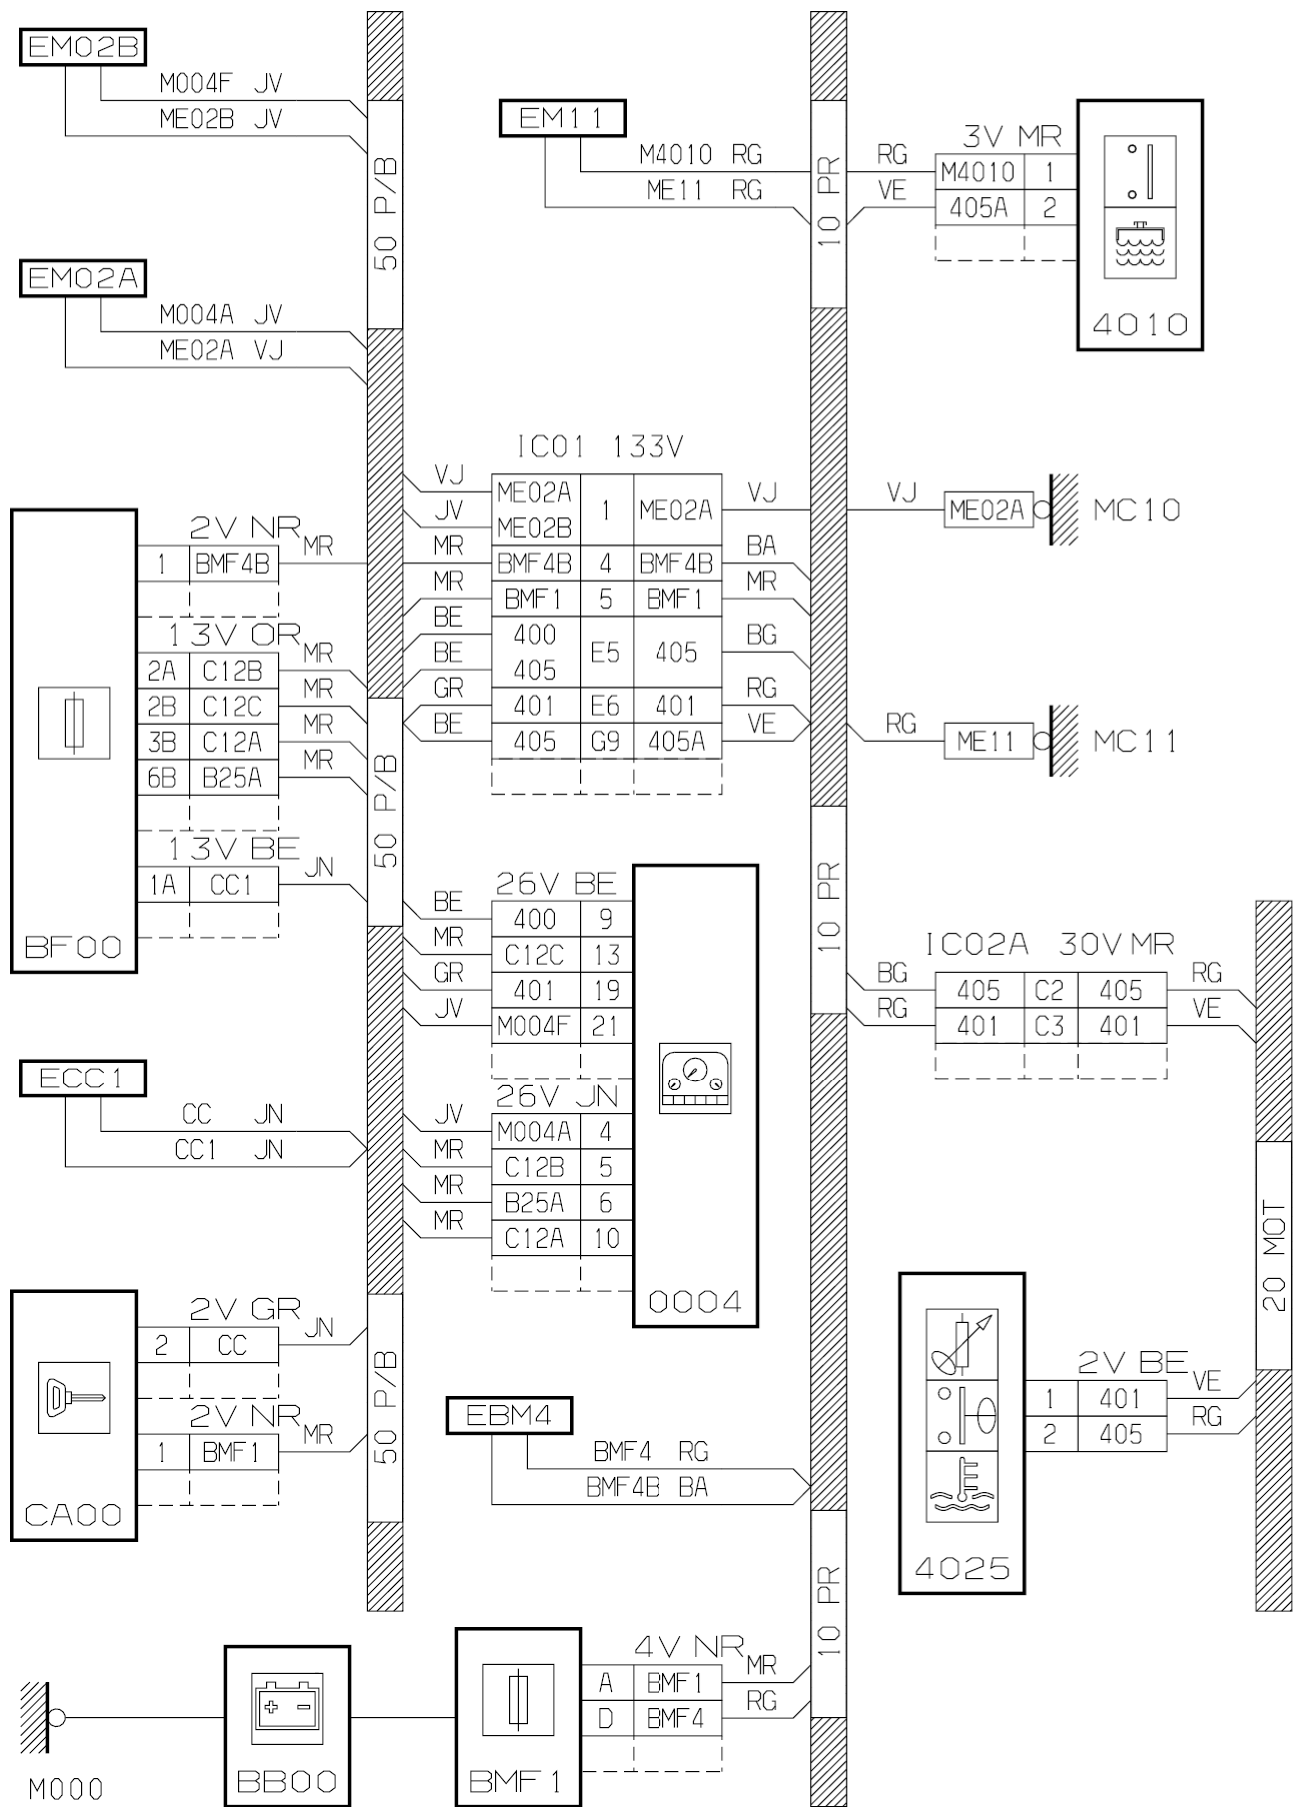 EM02B
M004F JV
ME02B JV
50 P/B
EM02A
M004A JV
ME02A VJ
EM11
M4010 RG
ME11 RG
10 PR
RG
VE
3V MR
M4010 1
405A 2
4010
IC01 133V
VJ ME02A 1 ME02A VJ
JV ME02B
MR BMF4B 4 BMF4B BA
MR BMF1 5 BMF1 MR
BE 400 E5 405 BG
BE 405
GR 401 E6 401 RG
BE 405 G9 405A VE
VJ ME02A MC10
RG ME11 MC11
BF00
2V NR
1 BMF4B MR
13V OR
2A C12B MR
2B C12C MR
3B C12A MR
6B B25A MR
13V BE
1A CC1 JN
50 P/B
10 PR
26V BE
BE 400 9
MR C12C 13
GR 401 19
JV M004F 21
26V JN
JV M004A 4
MR C12B 5
MR B25A 6
MR C12A 10
0004
IC02A 30V MR
BG 405 C2 405 RG
RG 401 C3 401 VE
20 MOT
ECC1
CC JN
CC1 JN
CA00
2V GR
2 CC JN
2V NR
1 BMF1 MR
50 P/B
EBM4
BMF4 RG
BMF4B BA
10 PR
4025
2V BE
1 401 VE
2 405 RG
M000
BB00
BMF1
4V NR
A BMF1 MR
D BMF4 RG